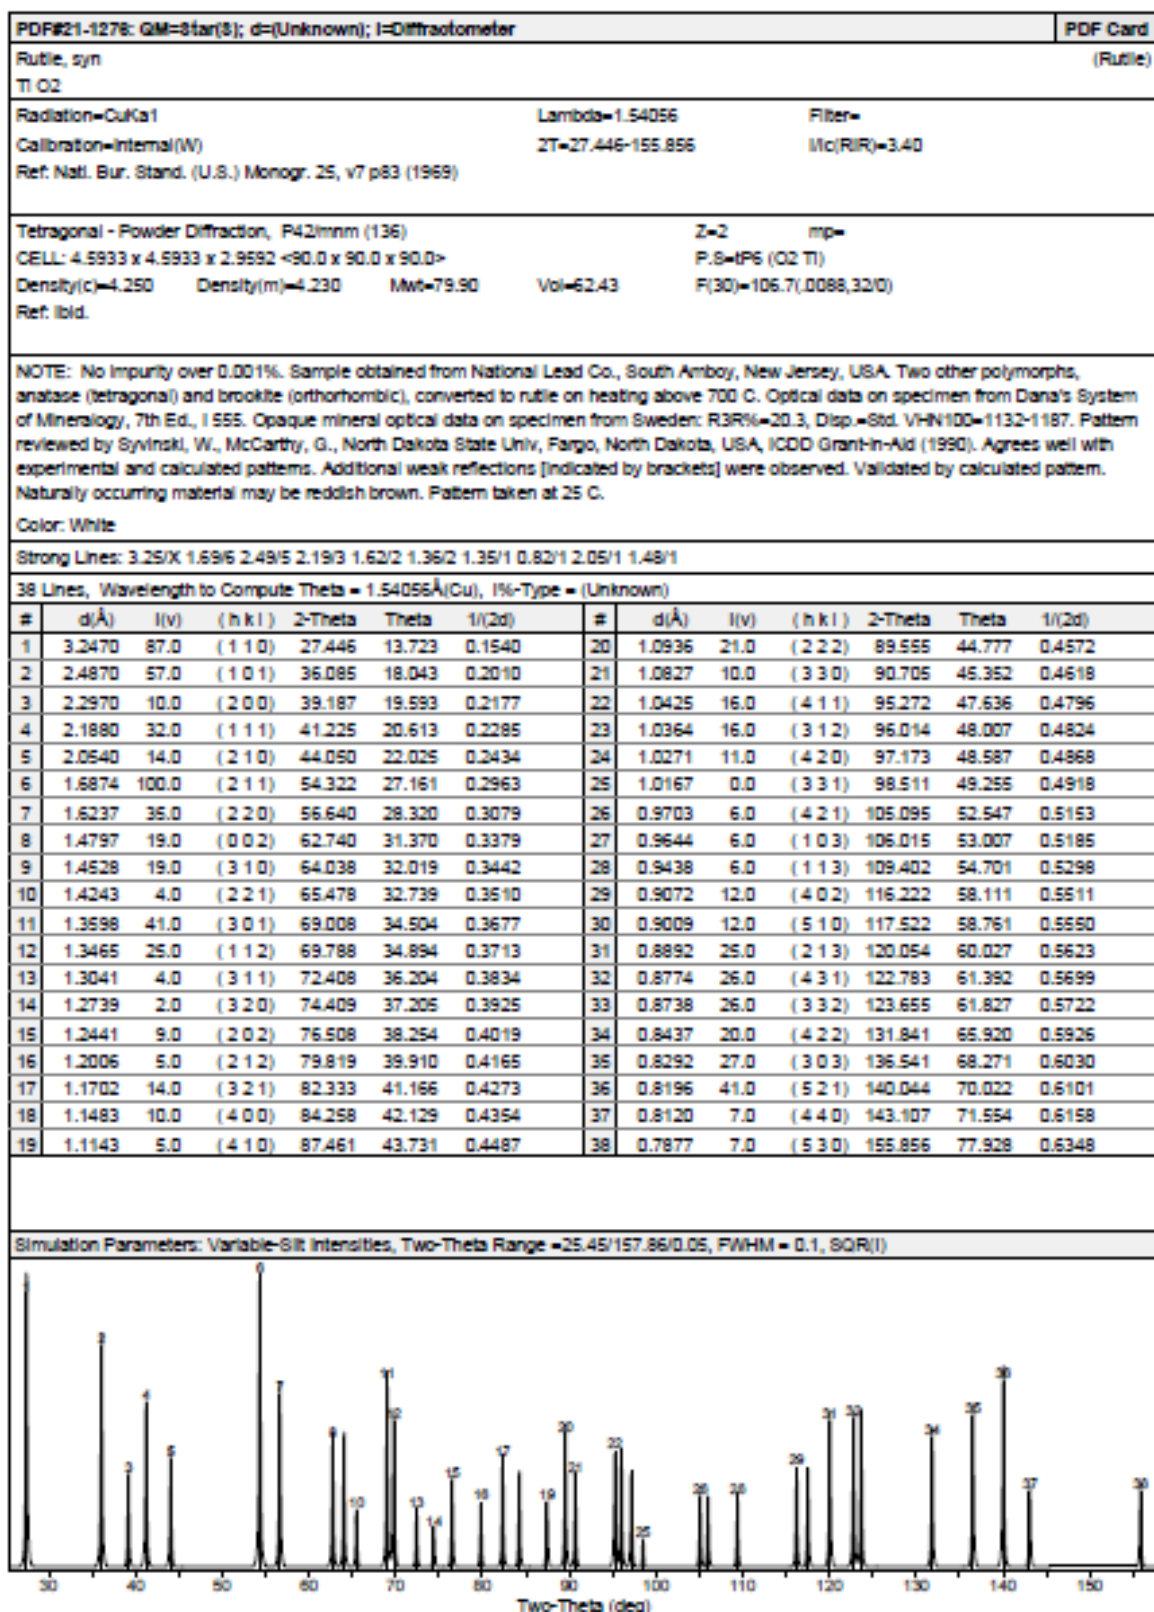 PDF#21-1276: QM=Star(S); d=(Unknown); I=Diffractometer PDF Card
Rutile, syn (Rutile)
Ti O2
Radiation=CuKa1 Lambda=1.54056 Filter=
Calibration=Internal(W) 2T=27.446-155.856 I/Ic(RIR)=3.40
Ref: Natl. Bur. Stand. (U.S.) Monogr. 25, v7 p83 (1969)
Tetragonal - Powder Diffraction, P42/mnm (136) Z=2 mp=
CELL: 4.5933 x 4.5933 x 2.9592 <90.0 x 90.0 x 90.0> P.S=tP6 (O2 Ti)
Density(c)=4.250 Density(m)=4.230 Mwt=79.90 Vol=62.43 F(30)=106.7(.0088,32/0)
Ref: Ibid.
NOTE: No impurity over 0.001%. Sample obtained from National Lead Co., South Amboy, New Jersey, USA. Two other polymorphs,
anatase (tetragonal) and brookite (orthorhombic), converted to rutile on heating above 700 C. Optical data on specimen from Dana's System
of Mineralogy, 7th Ed., I 555. Opaque mineral optical data on specimen from Sweden: R3R%=20.3, Disp.=Std. VHN100=1132-1187. Pattern
reviewed by Syvinski, W., McCarthy, G., North Dakota State Univ, Fargo, North Dakota, USA, ICDD Grant-in-Aid (1990). Agrees well with
experimental and calculated patterns. Additional weak reflections [indicated by brackets] were observed. Validated by calculated pattern.
Naturally occurring material may be reddish brown. Pattern taken at 25 C.
Color: White
Strong Lines: 3.25/X 1.69/6 2.49/5 2.19/3 1.62/2 1.36/2 1.35/1 0.82/1 2.05/1 1.48/1
38 Lines, Wavelength to Compute Theta = 1.54056Å(Cu), I%-Type = (Unknown)
# d(Å) I(v) (h k l) 2-Theta Theta 1/(2d) # d(Å) I(v) (h k l) 2-Theta Theta 1/(2d)
1 3.2470 87.0 (1 1 0) 27.446 13.723 0.1540 20 1.0936 21.0 (2 2 2) 89.555 44.777 0.4572
2 2.4870 57.0 (1 0 1) 36.085 18.043 0.2010 21 1.0827 10.0 (3 3 0) 90.705 45.352 0.4618
3 2.2970 10.0 (2 0 0) 39.187 19.593 0.2177 22 1.0425 16.0 (4 1 1) 95.272 47.636 0.4796
4 2.1880 32.0 (1 1 1) 41.225 20.613 0.2285 23 1.0364 16.0 (3 1 2) 96.014 48.007 0.4824
5 2.0540 14.0 (2 1 0) 44.050 22.025 0.2434 24 1.0271 11.0 (4 2 0) 97.173 48.587 0.4868
6 1.6874 100.0 (2 1 1) 54.322 27.161 0.2963 25 1.0167 0.0 (3 3 1) 98.511 49.255 0.4918
7 1.6237 35.0 (2 2 0) 56.640 28.320 0.3079 26 0.9703 6.0 (4 2 1) 105.095 52.547 0.5153
8 1.4797 19.0 (0 0 2) 62.740 31.370 0.3379 27 0.9644 6.0 (1 0 3) 106.015 53.007 0.5185
9 1.4528 19.0 (3 1 0) 64.038 32.019 0.3442 28 0.9438 6.0 (1 1 3) 109.402 54.701 0.5298
10 1.4243 4.0 (2 2 1) 65.478 32.739 0.3510 29 0.9072 12.0 (4 0 2) 116.222 58.111 0.5511
11 1.3598 41.0 (3 0 1) 69.008 34.504 0.3677 30 0.9009 12.0 (5 1 0) 117.522 58.761 0.5550
12 1.3465 25.0 (1 1 2) 69.788 34.894 0.3713 31 0.8892 25.0 (2 1 3) 120.054 60.027 0.5623
13 1.3041 4.0 (3 1 1) 72.408 36.204 0.3834 32 0.8774 26.0 (4 3 1) 122.783 61.392 0.5699
14 1.2739 2.0 (3 2 0) 74.409 37.205 0.3925 33 0.8738 26.0 (3 3 2) 123.655 61.827 0.5722
15 1.2441 9.0 (2 0 2) 76.508 38.254 0.4019 34 0.8437 20.0 (4 2 2) 131.841 65.920 0.5926
16 1.2006 5.0 (2 1 2) 79.819 39.910 0.4165 35 0.8292 27.0 (3 0 3) 136.541 68.271 0.6030
17 1.1702 14.0 (3 2 1) 82.333 41.166 0.4273 36 0.8196 41.0 (5 2 1) 140.044 70.022 0.6101
18 1.1483 10.0 (4 0 0) 84.258 42.129 0.4354 37 0.8120 7.0 (4 4 0) 143.107 71.554 0.6158
19 1.1143 5.0 (4 1 0) 87.461 43.731 0.4487 38 0.7877 7.0 (5 3 0) 155.856 77.928 0.6348
Simulation Parameters: Variable-Slit Intensities, Two-Theta Range =25.45/157.86/0.05, FWHM = 0.1, SQR(I)
1 2 3 4 5 6 7 8 10 11 12 13 14 15 16 17 19 20 21 22 25 26 28 29 31 32 34 35 36 37 38
30 40 50 60 70 80 90 100 110 120 130 140 150
Two-Theta (deg)